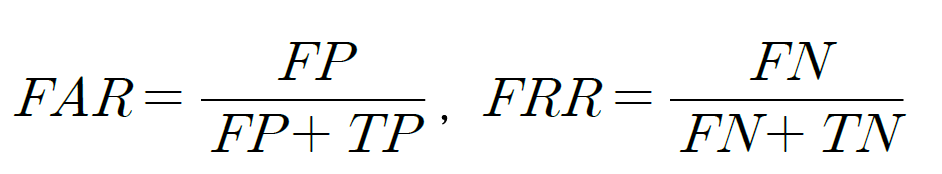 FAR = FP / (FP + TP) , FRR = FN / (FN + TN)